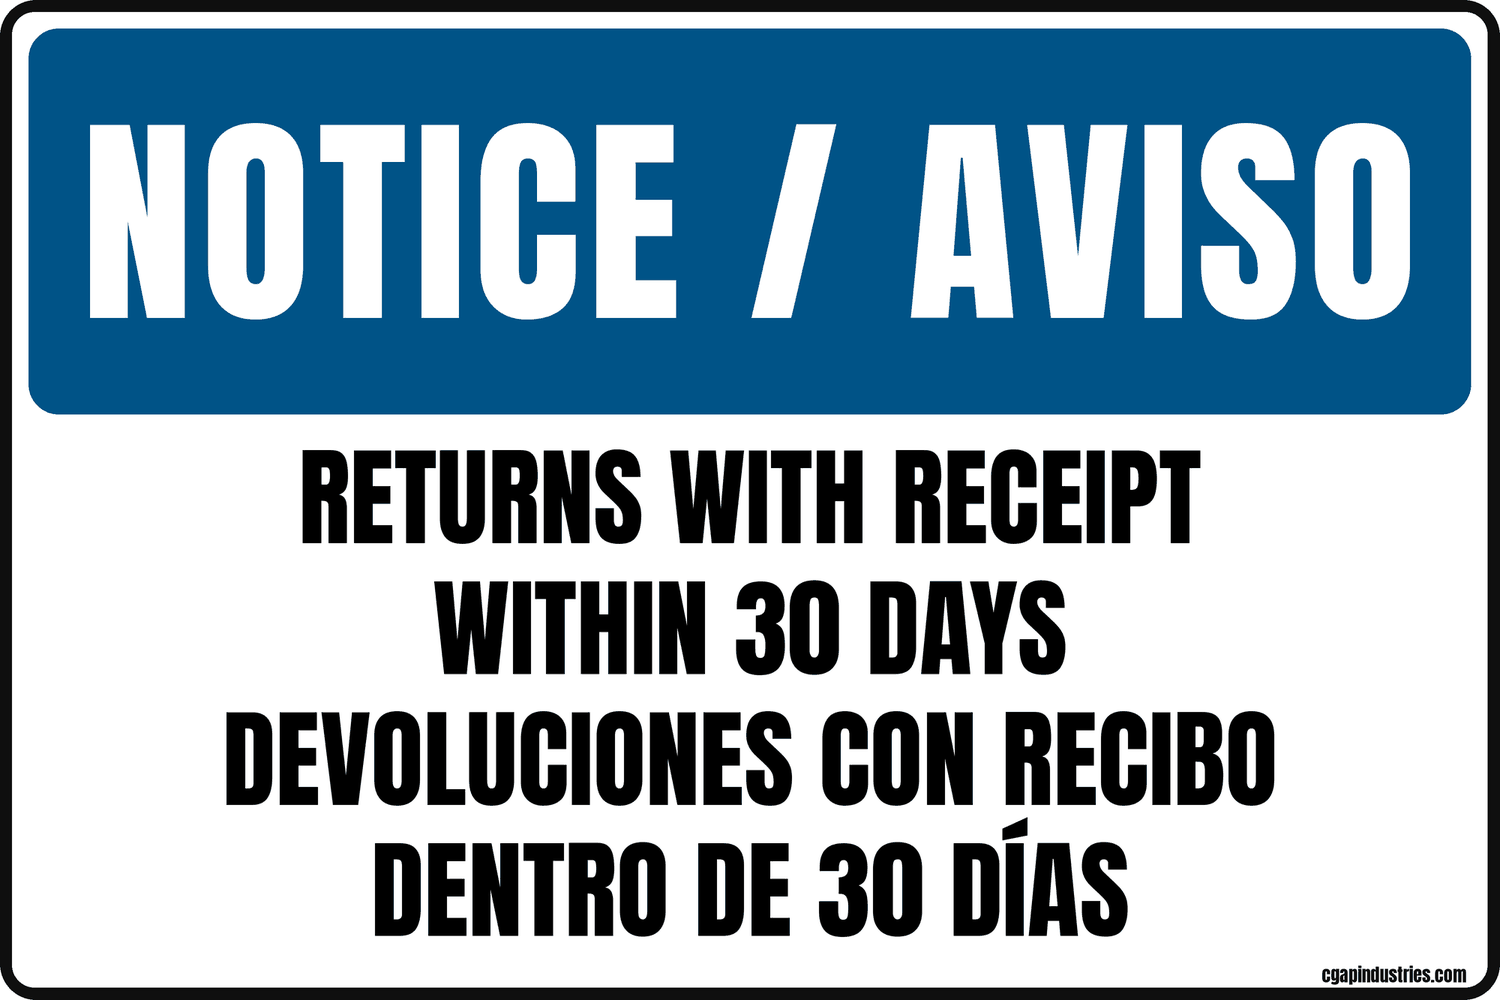 NOTICE / AVISO
RETURNS WITH RECEIPT
WITHIN 30 DAYS
DEVOLUCIONES CON RECIBO
DENTRO DE 30 DÍAS
cgapindustries.com